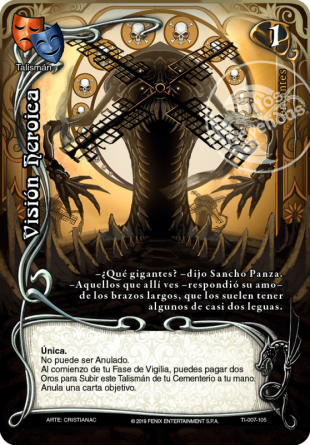 Talismán
1
Visión Heroica
–¿Qué gigantes? –dijo Sancho Panza.
–Aquellos que allí ves –respondió su amo–
de los brazos largos, que los suelen tener
algunos de casi dos leguas.
Única.
No puede ser Anulado.
Al comienzo de tu Fase de Vigilia, puedes pagar dos
Oros para Subir este Talismán de tu Cementerio a tu mano.
Anula una carta objetivo.
ARTE: CRISTIANAC
© 2019 FENIX ENTERTAINMENT S.P.A.
TI-007-105